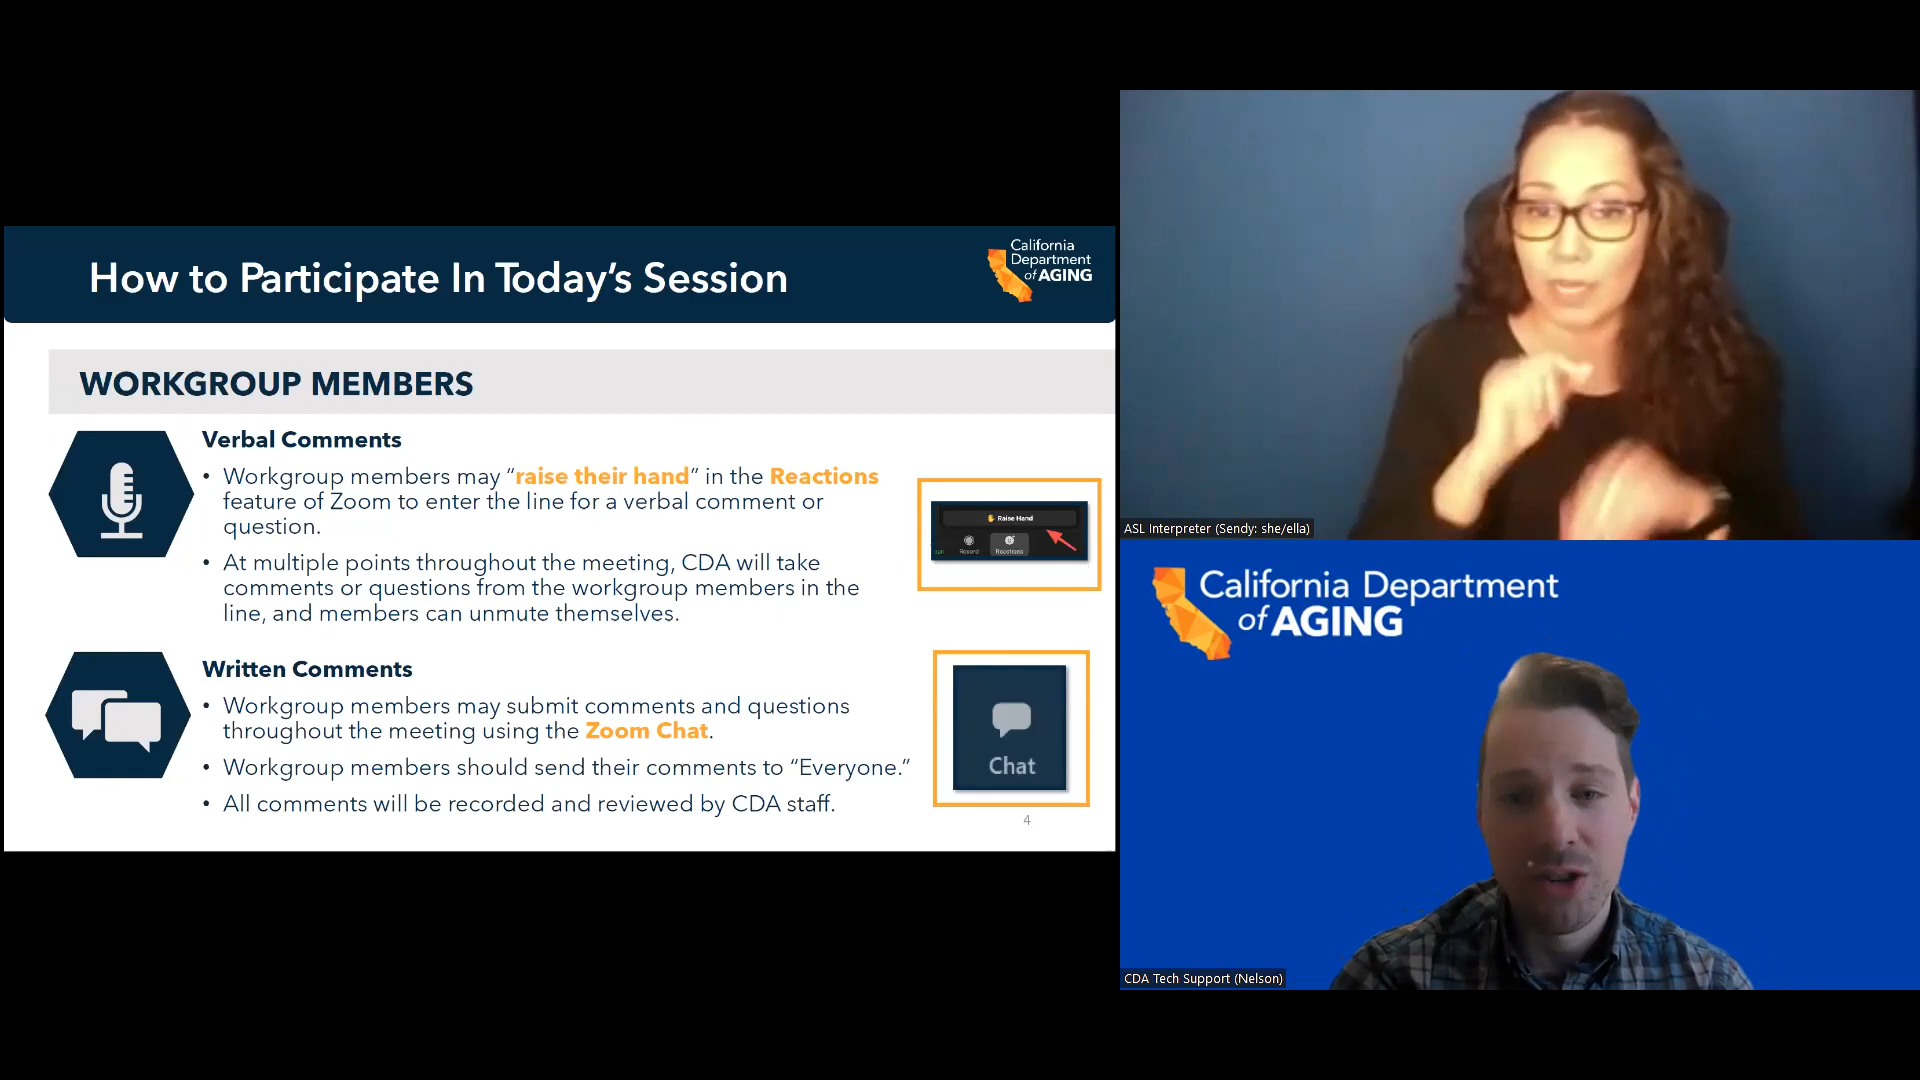 How to Participate In Today's Session
California
Department
of AGING
WORKGROUP MEMBERS
Verbal Comments
• Workgroup members may “raise their hand” in the Reactions
feature of Zoom to enter the line for a verbal comment or
question.
• At multiple points throughout the meeting, CDA will take
comments or questions from the workgroup members in the
line, and members can unmute themselves.
Raise Hand
Record
Reactions
Written Comments
• Workgroup members may submit comments and questions
throughout the meeting using the Zoom Chat.
• Workgroup members should send their comments to “Everyone.”
• All comments will be recorded and reviewed by CDA staff.
Chat
4
ASL Interpreter (Sendy: she/ella)
California Department
of AGING
CDA Tech Support (Nelson)